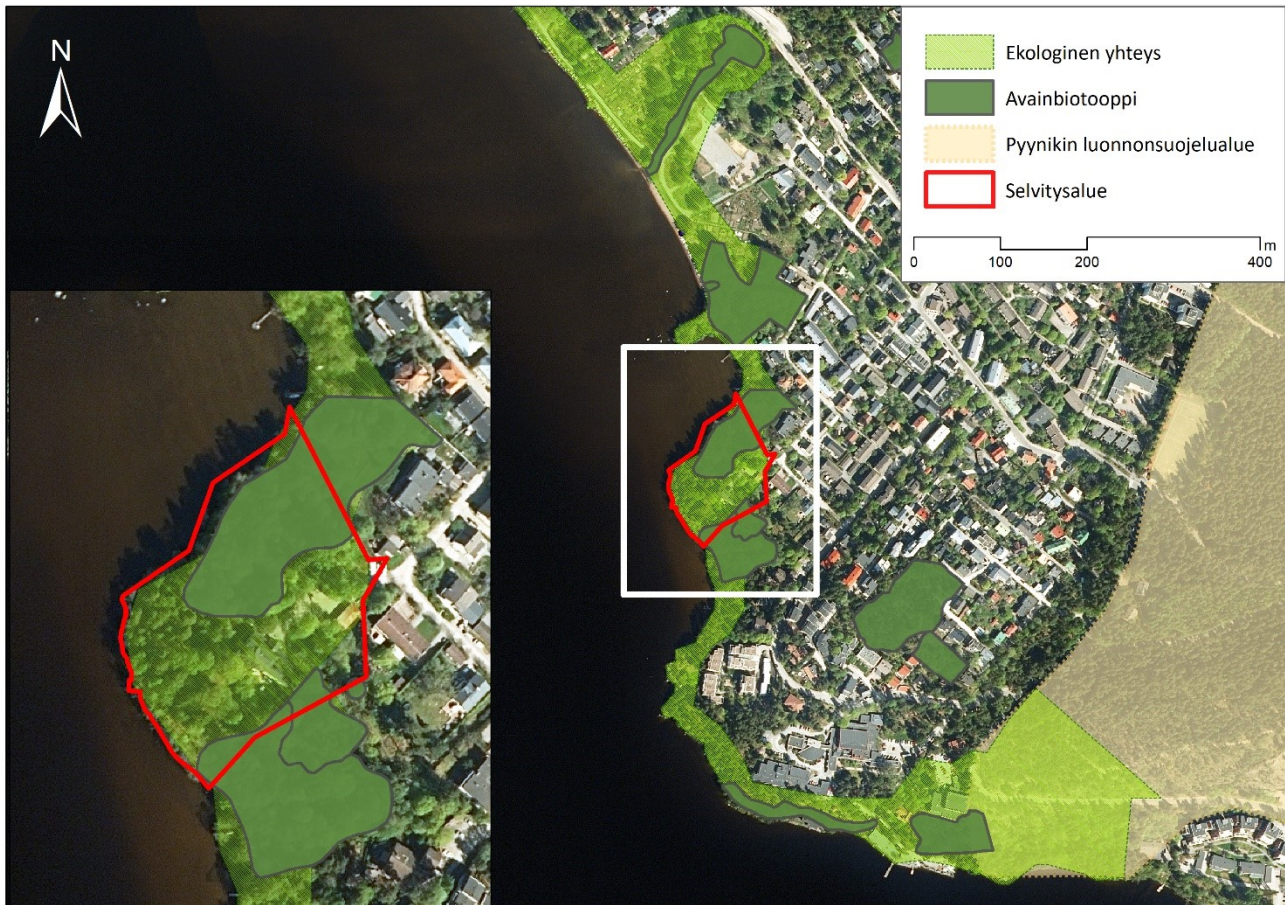 N
Ekologinen yhteys
Avainbiotooppi
Pyynikin luonnonsuojelualue
Selvitysalue
m
0 100 200 400